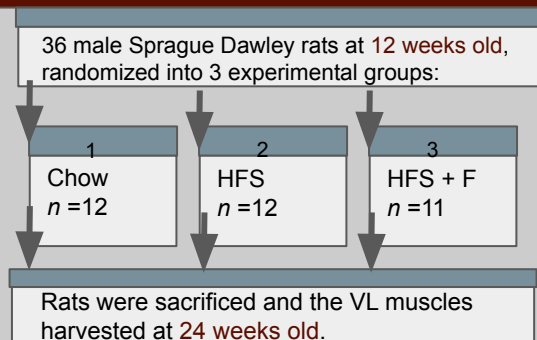 36 male Sprague Dawley rats at 12 weeks old,
randomized into 3 experimental groups:
1
Chow
n =12
2
HFS
n =12
3
HFS + F
n =11
Rats were sacrificed and the VL muscles
harvested at 24 weeks old.